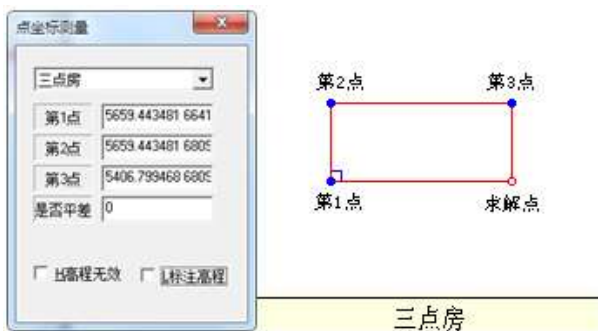 点坐标测量
三点房
第1点 5659.443481 6641
第2点 5659.443481 6805
第3点 5406.799468 6805
是否平差 0
H高程无效 L标注高程
第2点 第3点
第1点 求解点
三点房